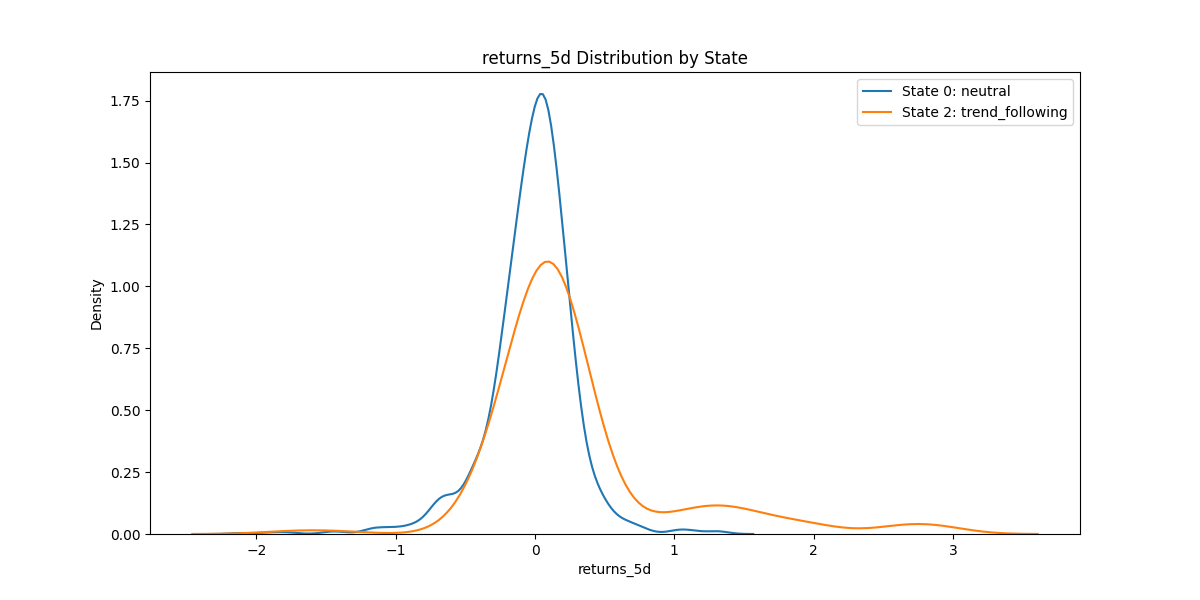 returns_5d Distribution by State
State 0: neutral
State 2: trend_following
1.75
1.50
1.25
1.00
0.75
0.50
0.25
0.00
Density
−2
−1
0
1
2
3
returns_5d